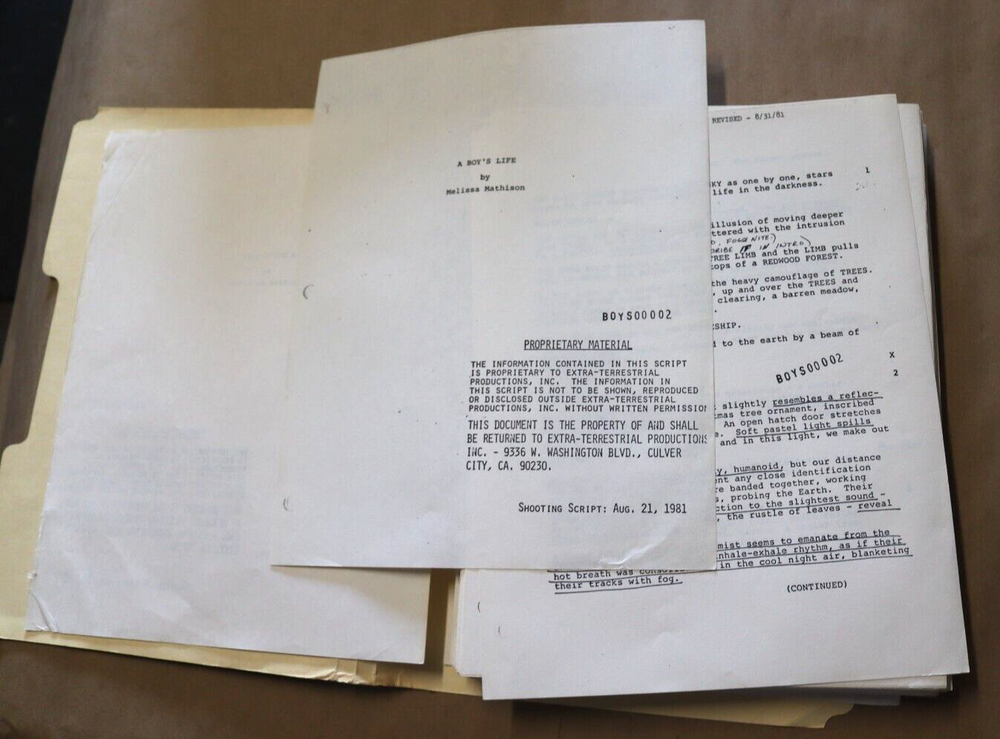 A BOY'S LIFE
by
Melissa Mathison
BOYS00002
PROPRIETARY MATERIAL
THE INFORMATION CONTAINED IN THIS SCRIPT
IS PROPRIETARY TO EXTRA-TERRESTRIAL
PRODUCTIONS, INC. THE INFORMATION IN
THIS SCRIPT IS NOT TO BE SHOWN, REPRODUCED
OR DISCLOSED OUTSIDE EXTRA-TERRESTRIAL
PRODUCTIONS, INC. WITHOUT WRITTEN PERMISSION
THIS DOCUMENT IS THE PROPERTY OF AND SHALL
BE RETURNED TO EXTRA-TERRESTRIAL PRODUCTIONS
INC. - 9336 W. WASHINGTON BLVD., CULVER
CITY, CA. 90230.
SHOOTING SCRIPT: AUG. 21, 1981
REVISED - 8/31/81
KY as one by one, stars 1
life in the darkness.
illusion of moving deeper
ttered with the intrusion
IF IN INTRO)
TREE LIMB and the LIMB pulls
tops of a REDWOOD FOREST.
the heavy camouflage of TREES.
, up and over the TREES and
clearing, a barren meadow,
SHIP.
d to the earth by a beam of
BOYS00002 X
2
slightly resembles a reflec-
mas tree ornament, inscribed
An open hatch door stretches
e. Soft pastel light spills
and in this light, we make out
y, humanoid, but our distance
nt any close identification
re banded together, working
s, probing the Earth. Their
ction to the slightest sound -
, the rustle of leaves - reveal
mist seems to emanate from the
nhale-exhale rhythm, as if their
in the cool night air, blanketing
hot breath was
their tracks with fog.
(CONTINUED)